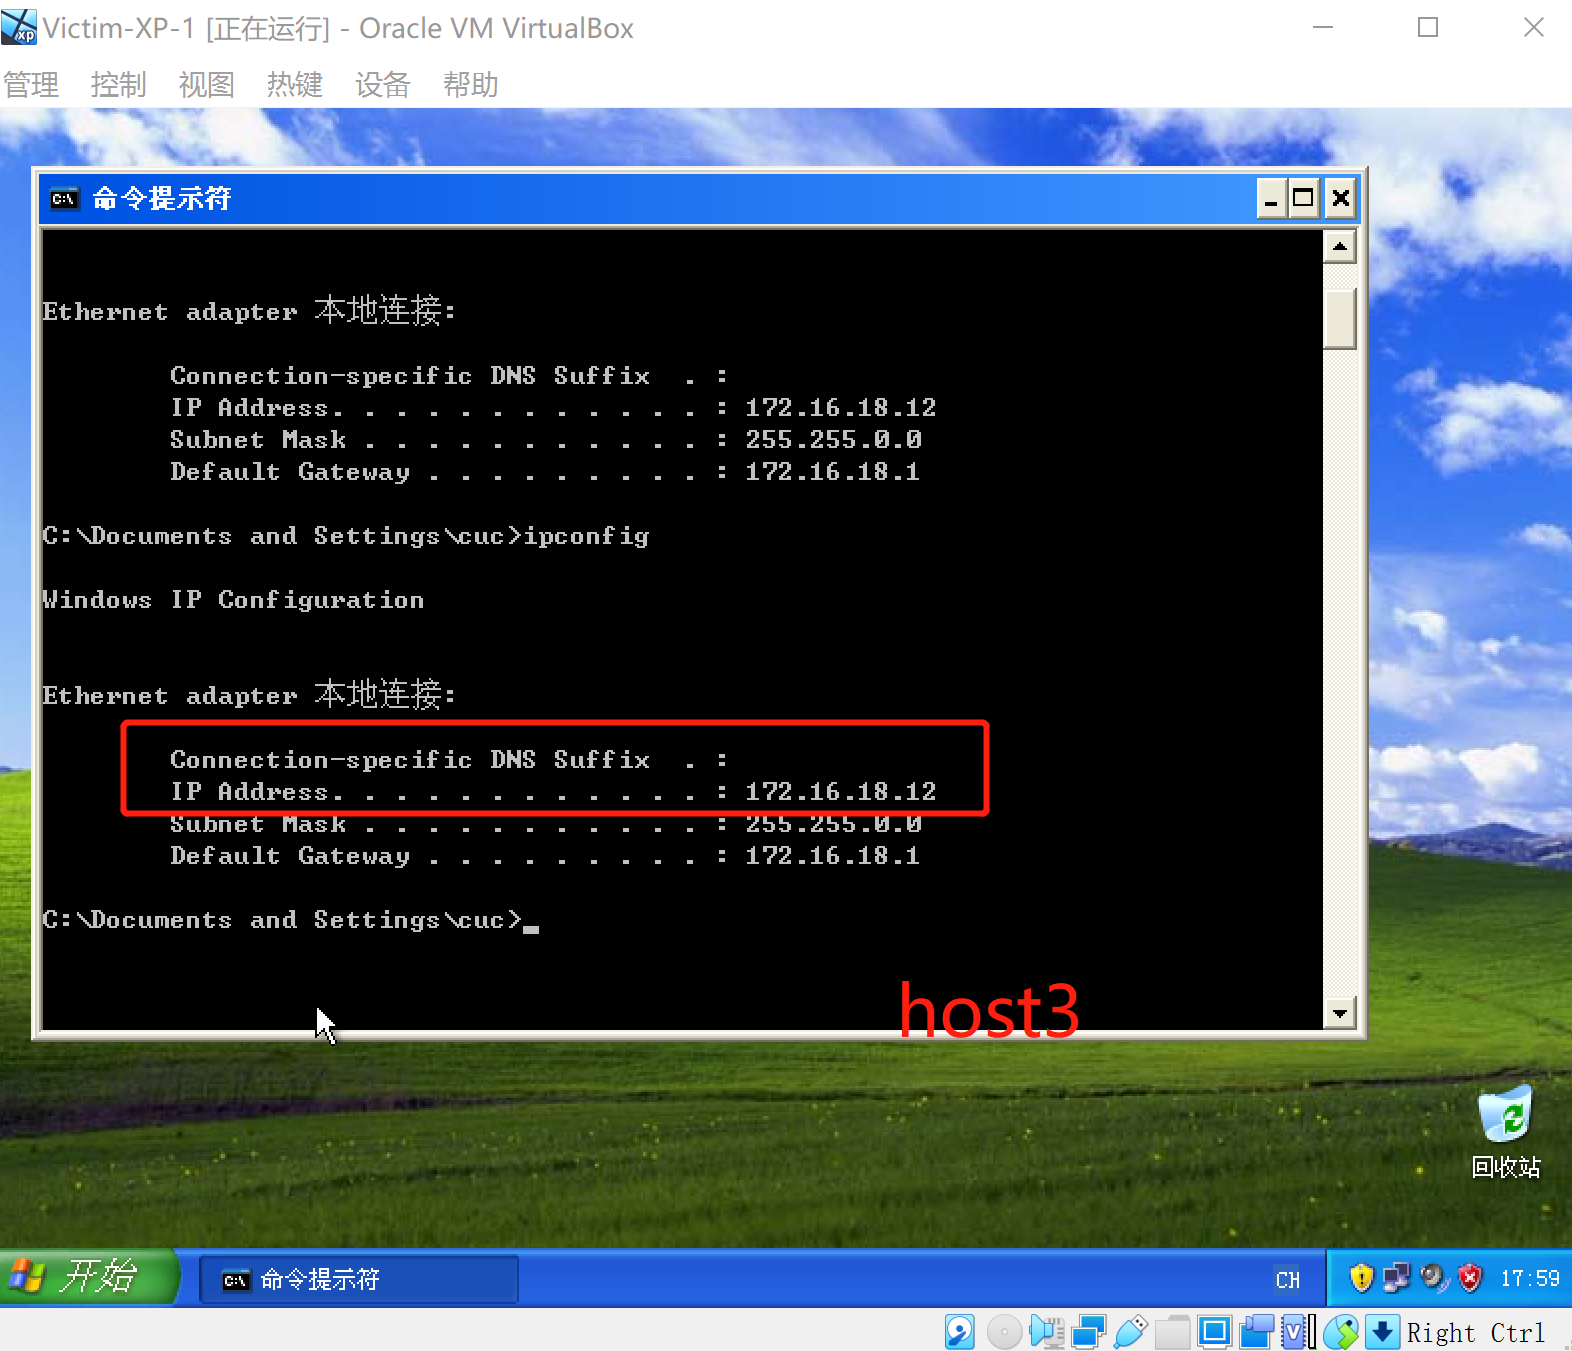 Victim-XP-1 [正在运行] - Oracle VM VirtualBox
管理 控制 视图 热键 设备 帮助
命令提示符
Ethernet adapter 本地连接:
Connection-specific DNS Suffix  . :
IP Address. . . . . . . . . . . . : 172.16.18.12
Subnet Mask . . . . . . . . . . . : 255.255.0.0
Default Gateway . . . . . . . . . : 172.16.18.1
C:\Documents and Settings\cuc>ipconfig
Windows IP Configuration
Ethernet adapter 本地连接:
Connection-specific DNS Suffix  . :
IP Address. . . . . . . . . . . . : 172.16.18.12
Subnet Mask . . . . . . . . . . . : 255.255.0.0
Default Gateway . . . . . . . . . : 172.16.18.1
C:\Documents and Settings\cuc>_
host3
回收站
开始 命令提示符 CH 17:59
Right Ctrl